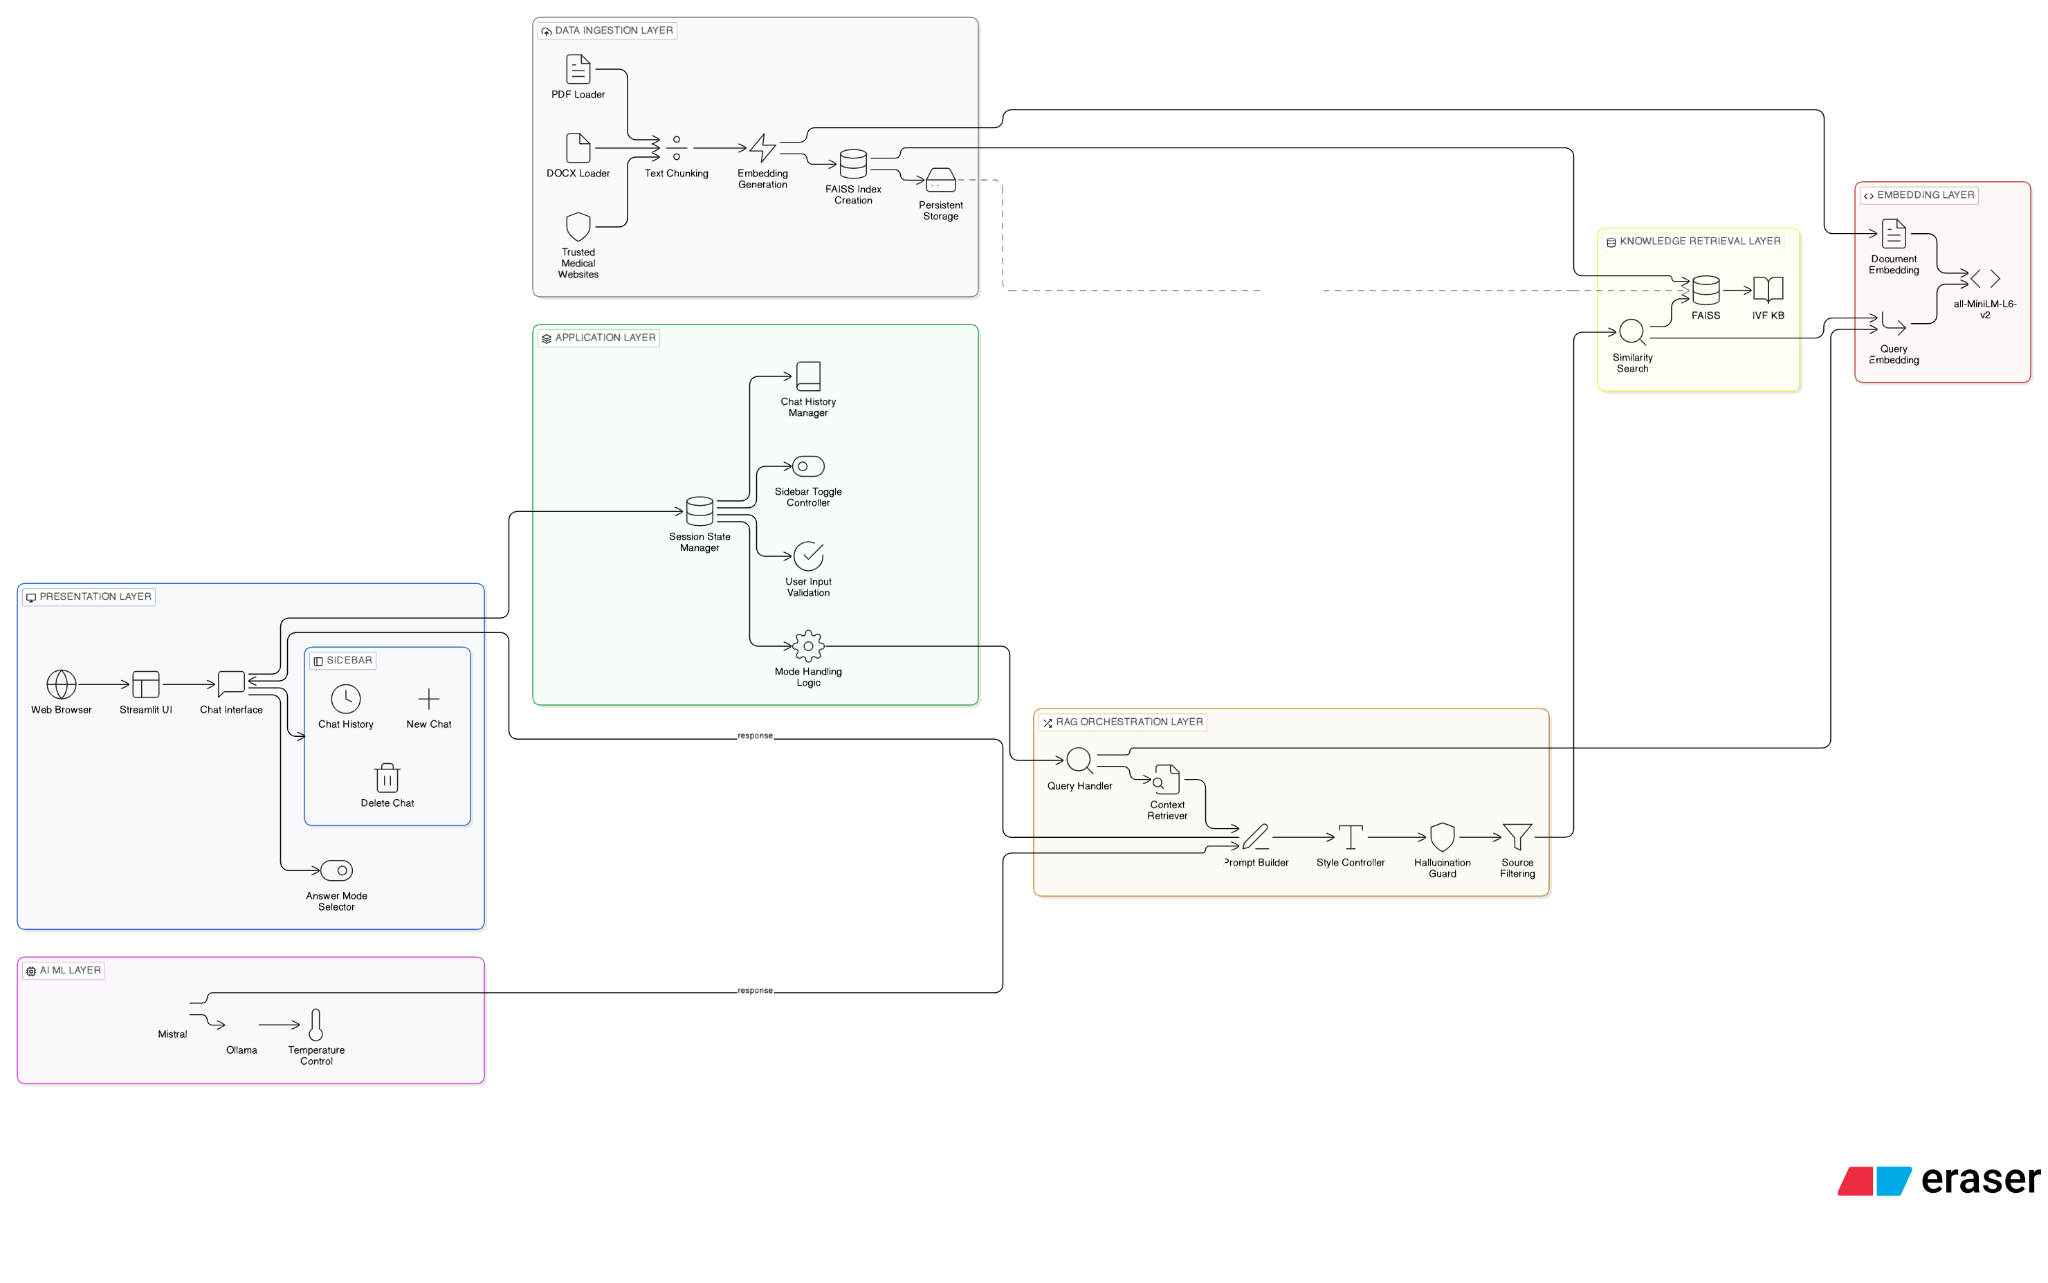 DATA INGESTION LAYER
PDF Loader
DOCX Loader
Text Chunking
Embedding
Generation
FAISS Index
Creation
Persistent
Storage
Trusted
Medical
Websites
EMBEDDING LAYER
Document
Embedding
all-MiniLM-L6-
v2
Query
Embedding
KNOWLEDGE RETRIEVAL LAYER
FAISS
IVF KB
Similarity
Search
APPLICATION LAYER
Chat History
Manager
Sidebar Toggle
Controller
Session State
Manager
User Input
Validation
Mode Handling
Logic
PRESENTATION LAYER
Web Browser
Streamlit UI
Chat Interface
SIDEBAR
Chat History
New Chat
Delete Chat
Answer Mode
Selector
response
RAG ORCHESTRATION LAYER
Query Handler
Context
Retriever
Prompt Builder
Style Controller
Hallucination
Guard
Source
Filtering
AI ML LAYER
response
Mistral
Ollama
Temperature
Control
eraser